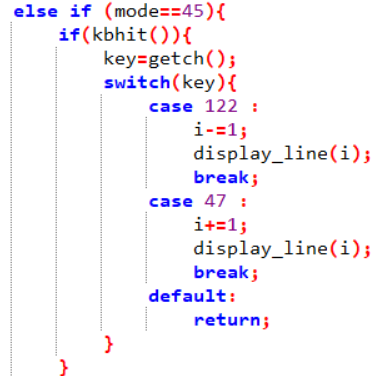 else if (mode==45){
    if(kbhit()){
        key=getch();
        switch(key){
            case 122 :
                i-=1;
                display_line(i);
                break;
            case 47 :
                i+=1;
                display_line(i);
                break;
            default:
                return;
        }
    }